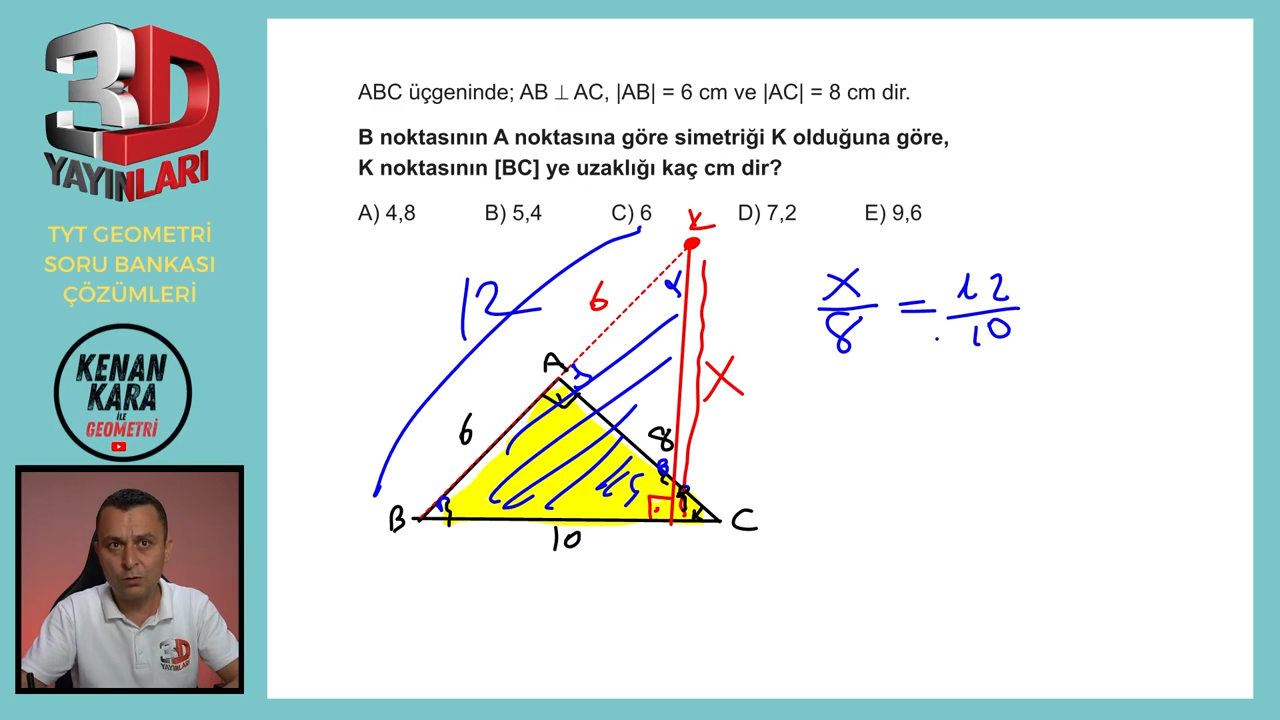 3D
YAYINLARI
TYT GEOMETRİ
SORU BANKASI
ÇÖZÜMLERİ
KENAN
KARA
İLE
GEOMETRİ
3D
YAYINLARI
ABC üçgeninde; AB ⊥ AC, |AB| = 6 cm ve |AC| = 8 cm dir.
B noktasının A noktasına göre simetriği K olduğuna göre,
K noktasının [BC] ye uzaklığı kaç cm dir?
A) 4,8 B) 5,4 C) 6 D) 7,2 E) 9,6
K
12
6
A
6
8
X
B
10
C
x/8 = 12/10